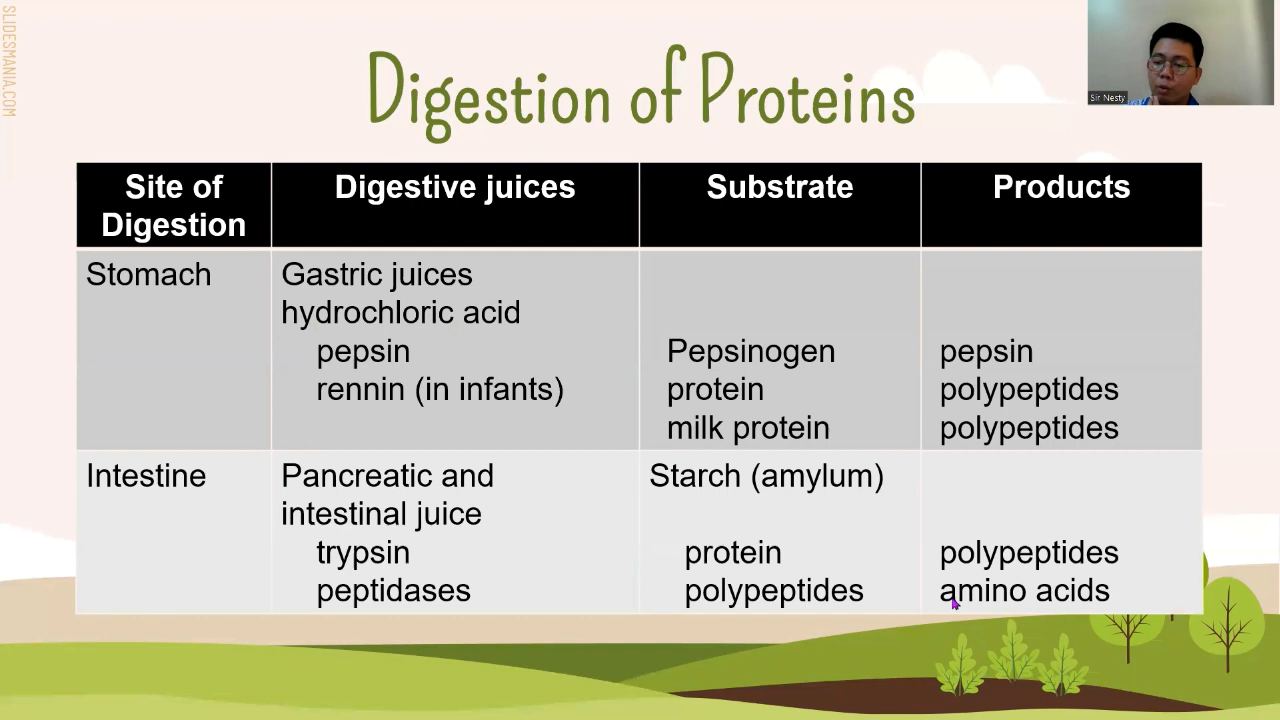 SLIDESMANIA.COM
Digestion of Proteins
Sir Nesty
Site of Digestion
Digestive juices
Substrate
Products
Stomach
Gastric juices
hydrochloric acid
pepsin
rennin (in infants)
Pepsinogen
protein
milk protein
pepsin
polypeptides
polypeptides
Intestine
Pancreatic and
intestinal juice
trypsin
peptidases
Starch (amylum)
protein
polypeptides
polypeptides
amino acids